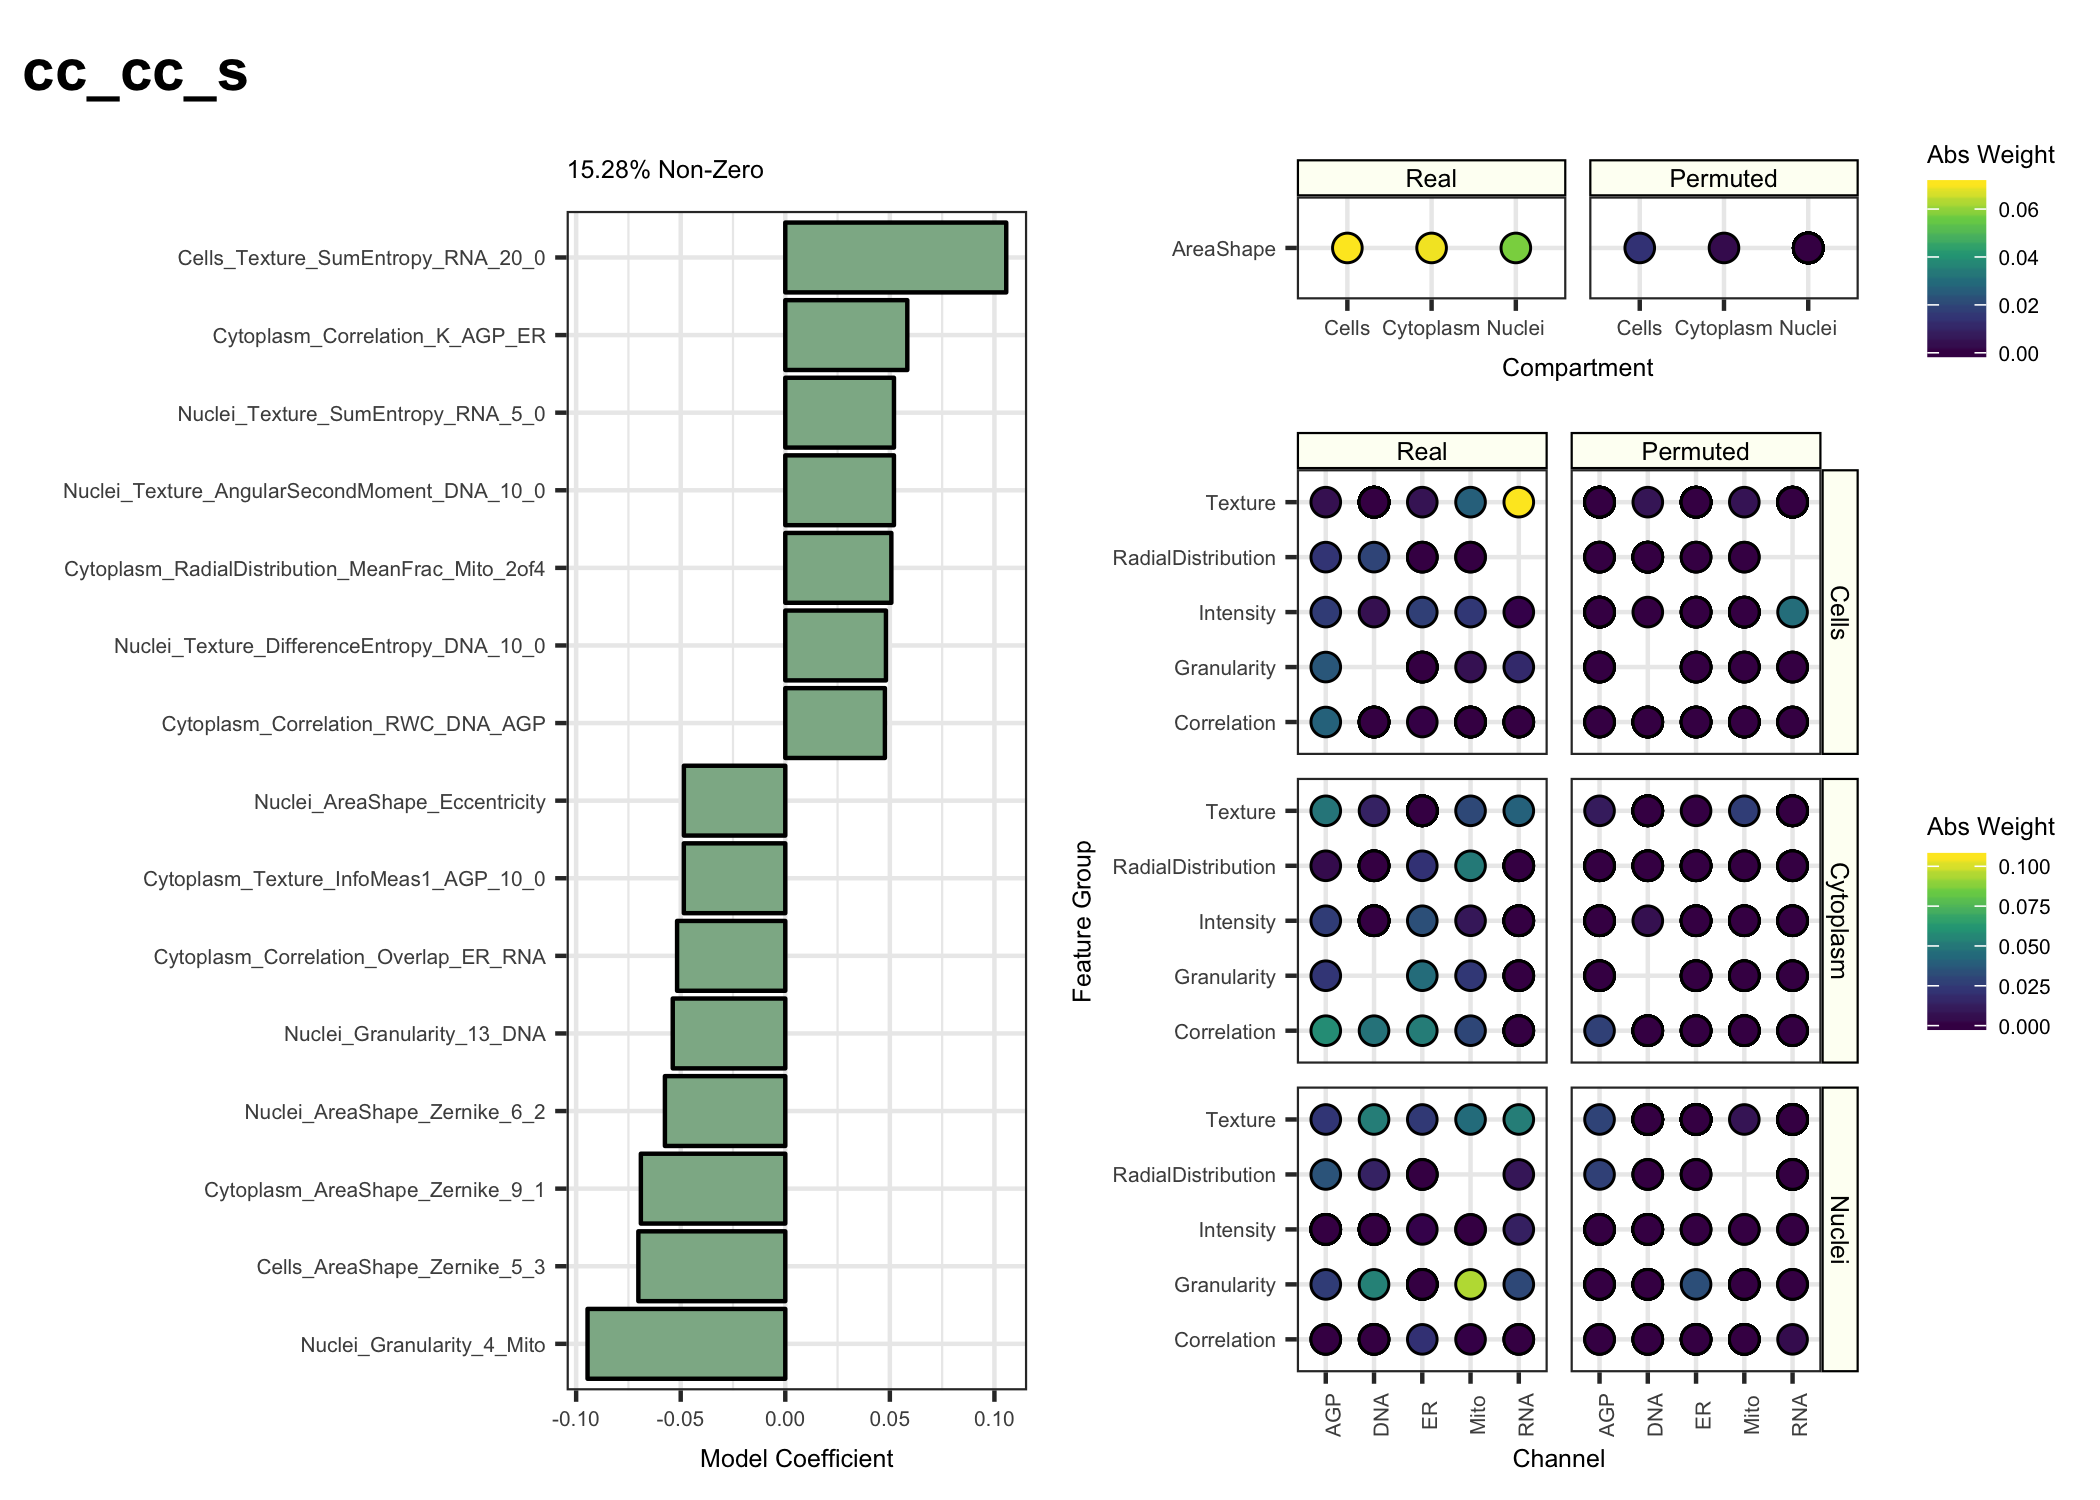 cc_cc_s
15.28% Non-Zero
Cells_Texture_SumEntropy_RNA_20_0
Cytoplasm_Correlation_K_AGP_ER
Nuclei_Texture_SumEntropy_RNA_5_0
Nuclei_Texture_AngularSecondMoment_DNA_10_0
Cytoplasm_RadialDistribution_MeanFrac_Mito_2of4
Nuclei_Texture_DifferenceEntropy_DNA_10_0
Cytoplasm_Correlation_RWC_DNA_AGP
Nuclei_AreaShape_Eccentricity
Cytoplasm_Texture_InfoMeas1_AGP_10_0
Cytoplasm_Correlation_Overlap_ER_RNA
Nuclei_Granularity_13_DNA
Nuclei_AreaShape_Zernike_6_2
Cytoplasm_AreaShape_Zernike_9_1
Cells_AreaShape_Zernike_5_3
Nuclei_Granularity_4_Mito
-0.10 -0.05 0.00 0.05 0.10
Model Coefficient
Real Permuted
AreaShape
Cells Cytoplasm Nuclei Cells Cytoplasm Nuclei
Compartment
Abs Weight
0.06
0.04
0.02
0.00
Real Permuted
Feature Group
Texture
RadialDistribution
Intensity
Granularity
Correlation
Cells
Texture
RadialDistribution
Intensity
Granularity
Correlation
Cytoplasm
Texture
RadialDistribution
Intensity
Granularity
Correlation
Nuclei
AGP DNA ER Mito RNA AGP DNA ER Mito RNA
Channel
Abs Weight
0.100
0.075
0.050
0.025
0.000